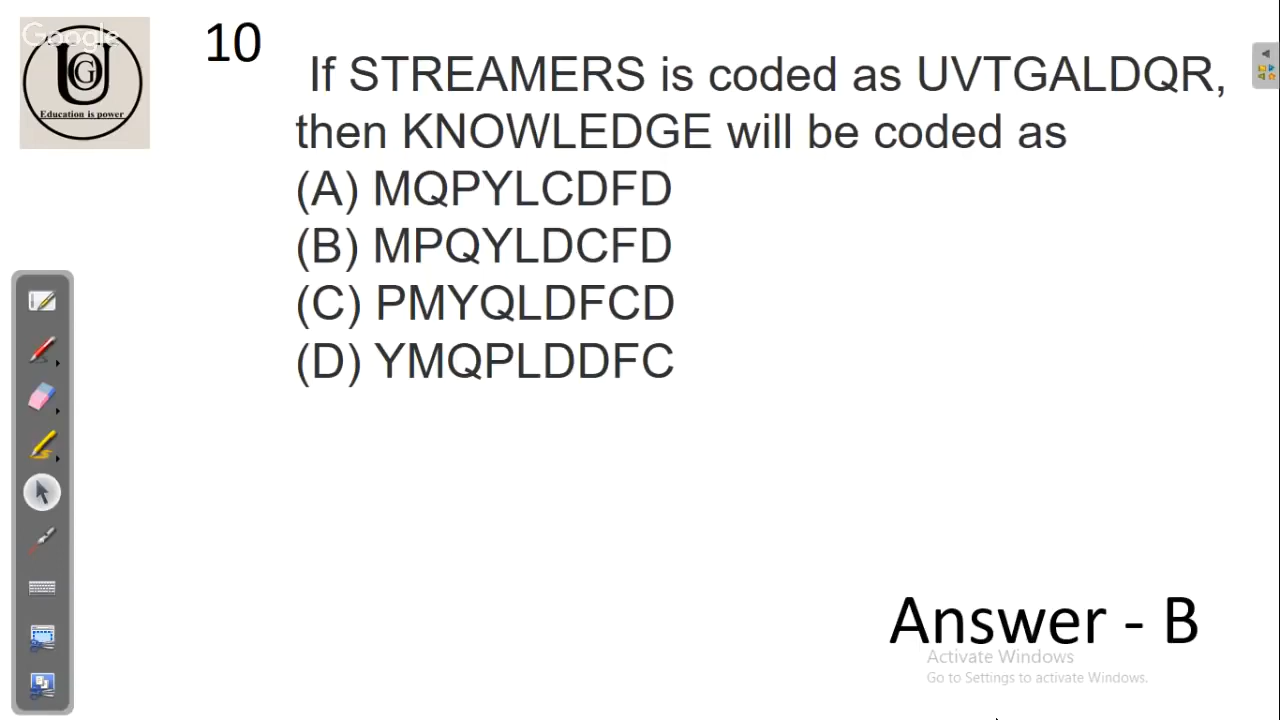 Google
UG
Education is power
10
If STREAMERS is coded as UVTGALDQR,
then KNOWLEDGE will be coded as
(A) MQPYLCDFD
(B) MPQYLDCFD
(C) PMYQLDFCD
(D) YMQPLDDFC
Answer - B
Activate Windows
Go to Settings to activate Windows.